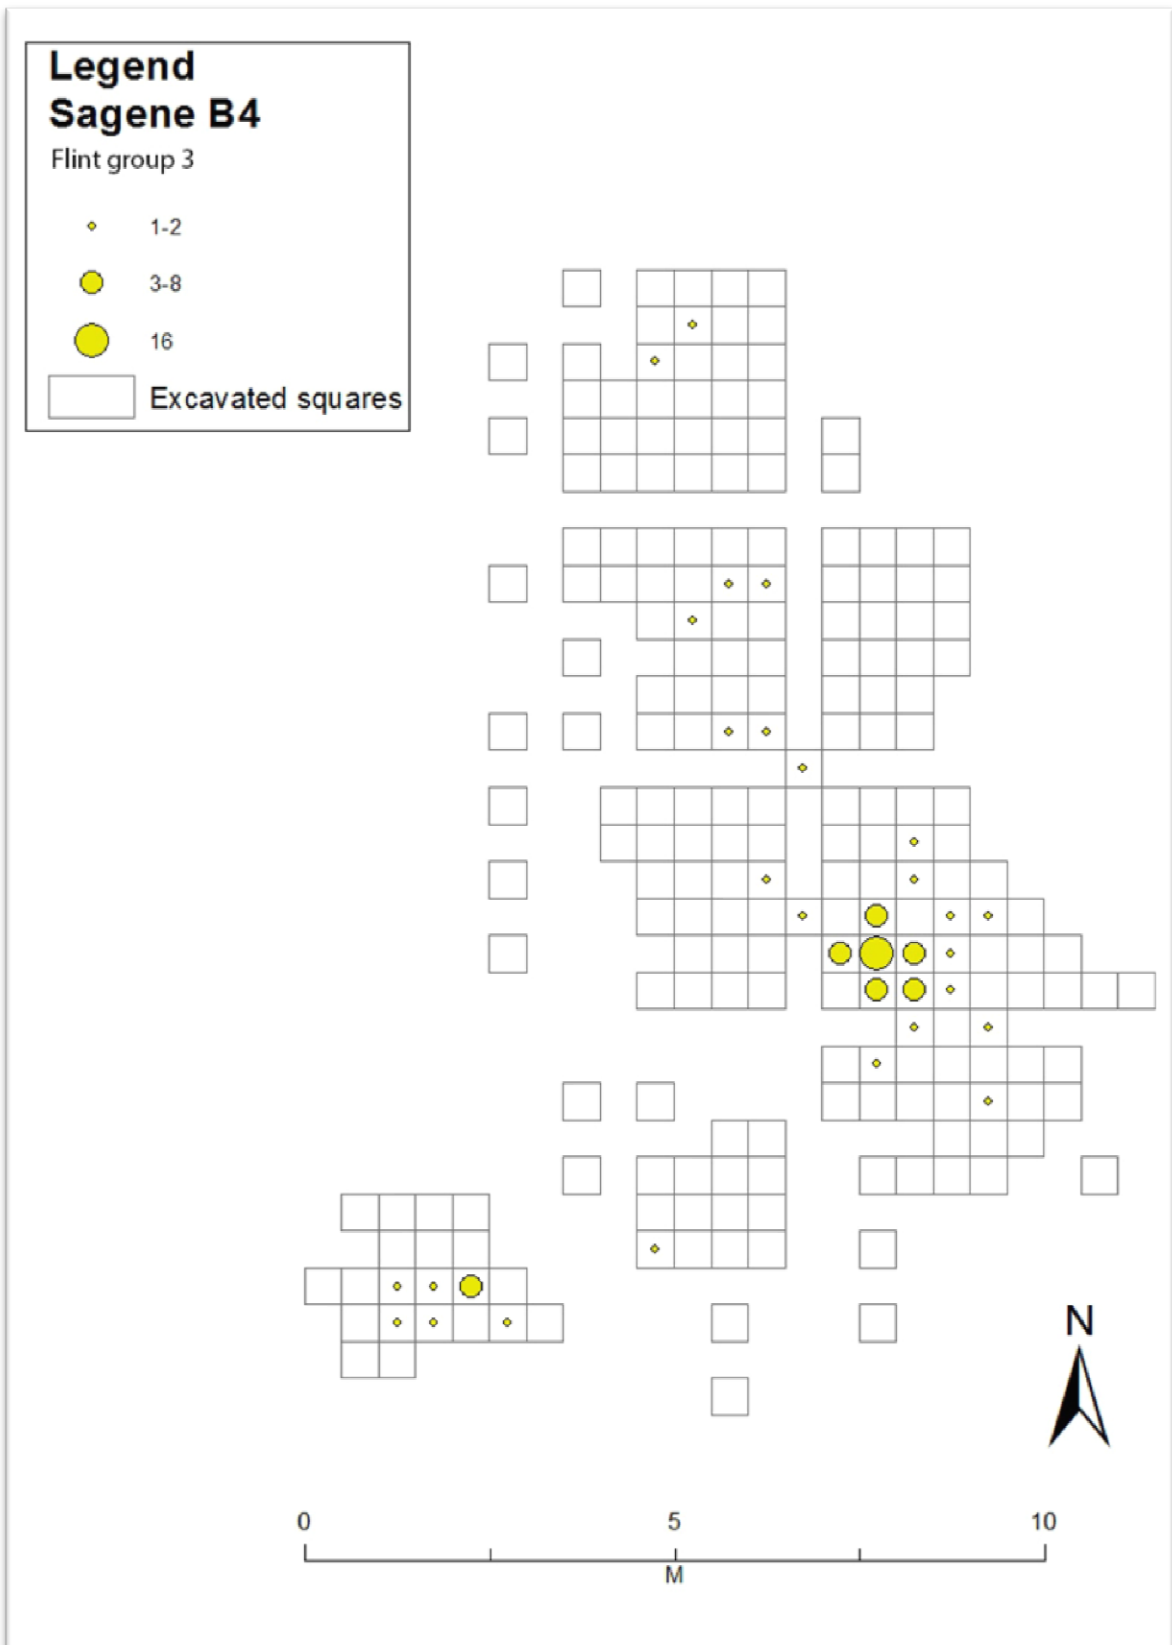 Legend
Sagene B4
Flint group 3
1-2
3-8
16
Excavated squares
N
0 5 10
M